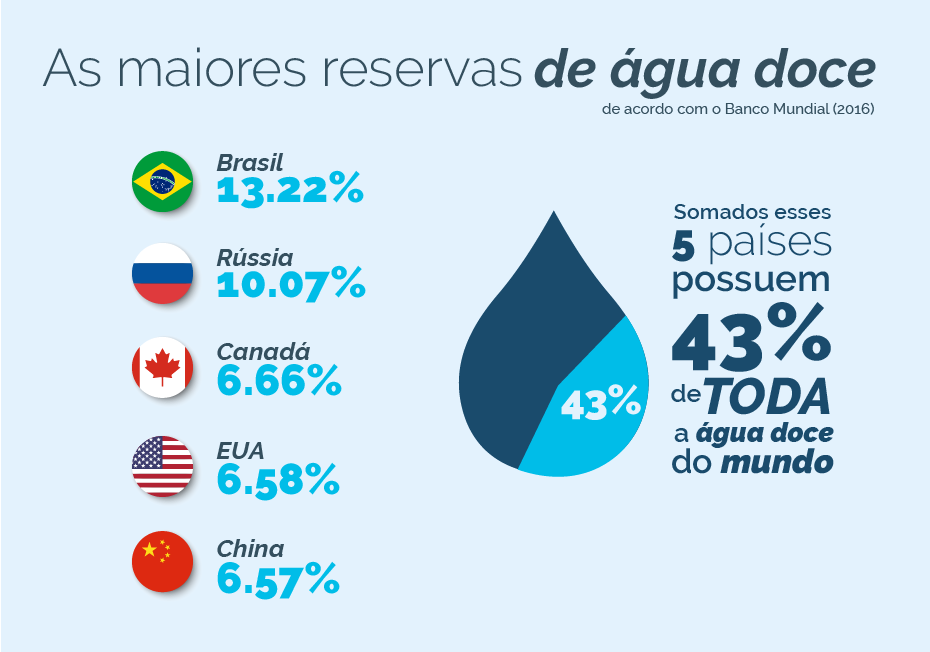 As maiores reservas de água doce
de acordo com o Banco Mundial (2016)
Brasil
13.22%
Rússia
10.07%
Canadá
6.66%
EUA
6.58%
China
6.57%
43%
Somados esses
5 países
possuem
43%
de TODA
a água doce
do mundo